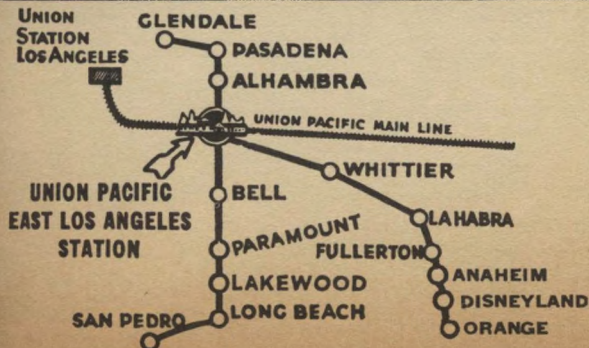 UNION
STATION
LOS ANGELES
GLENDALE
PASADENA
ALHAMBRA
UNION PACIFIC MAIN LINE
WHITTIER
UNION PACIFIC
EAST LOS ANGELES
STATION
BELL
LA HABRA
PARAMOUNT
FULLERTON
ANAHEIM
LAKEWOOD
DISNEYLAND
LONG BEACH
SAN PEDRO
ORANGE